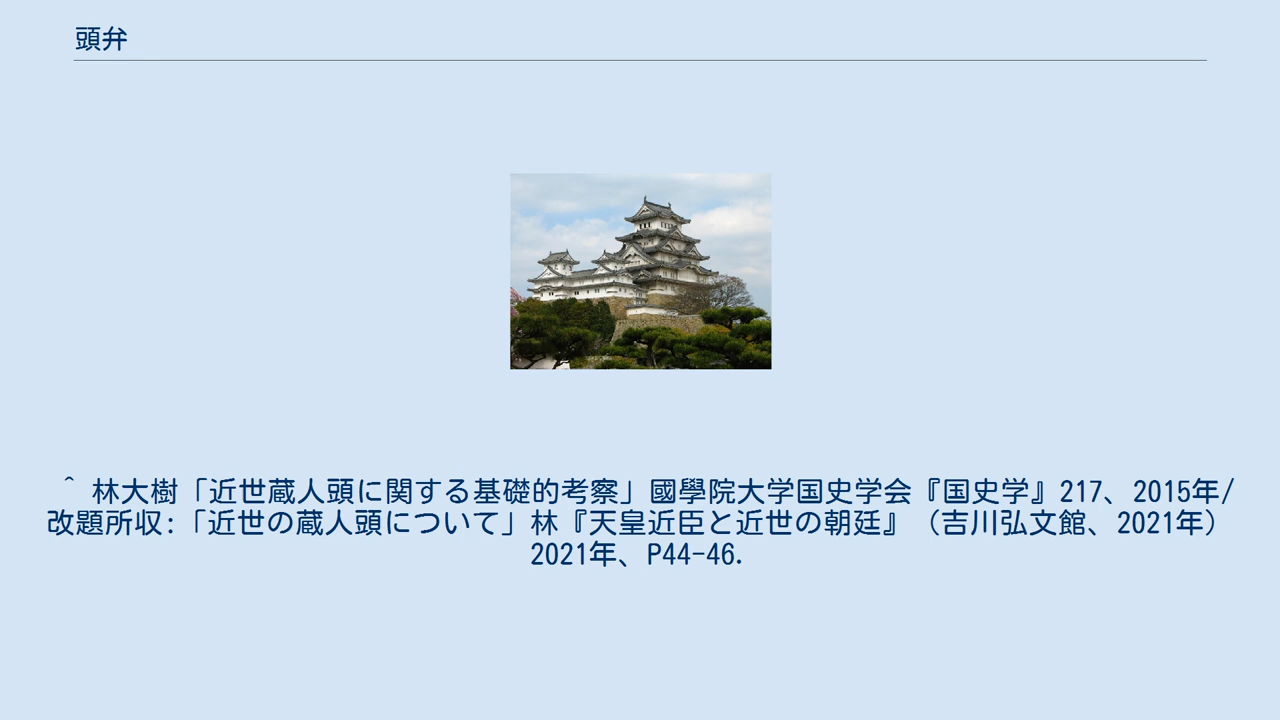 頭弁
^ 林大樹「近世蔵人頭に関する基礎的考察」國學院大学国史学会『国史学』217、2015年/
改題所収:「近世の蔵人頭について」林『天皇近臣と近世の朝廷』（吉川弘文館、2021年）
2021年、P44-46.